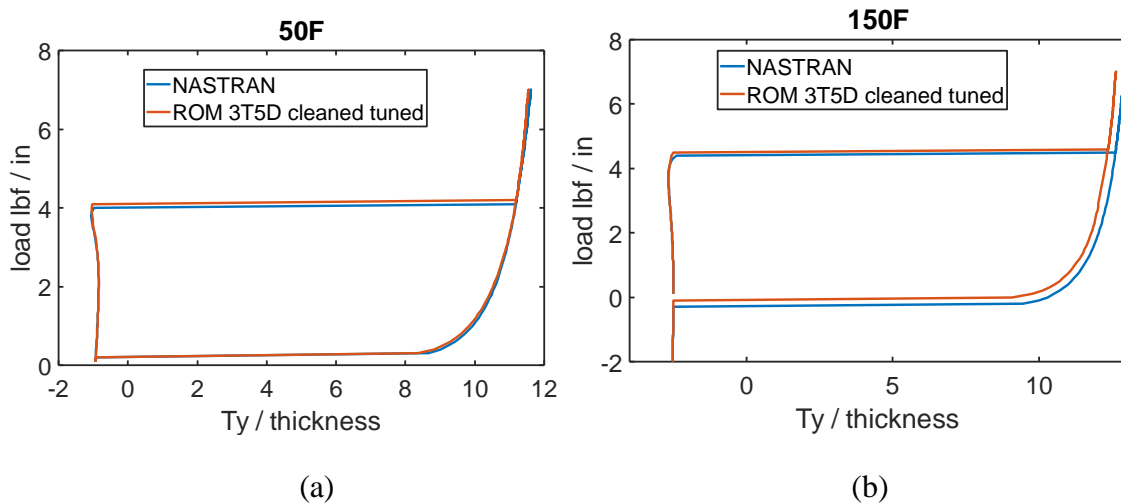 50F
150F
NASTRAN
ROM 3T5D cleaned tuned
load lbf / in
8
6
4
2
0
-2
0
2
4
6
8
10
12
Ty / thickness
NASTRAN
ROM 3T5D cleaned tuned
load lbf / in
8
6
4
2
0
-2
0
5
10
Ty / thickness
(a)
(b)